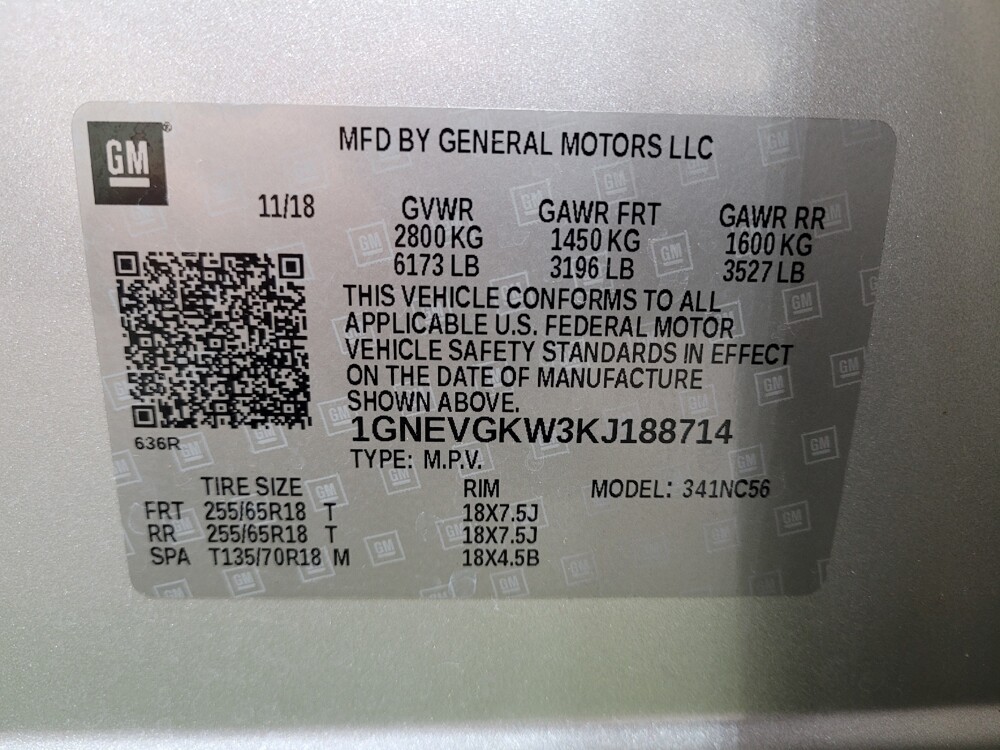 GM
MFD BY GENERAL MOTORS LLC
11/18 GVWR GAWR FRT GAWR RR
2800 KG 1450 KG 1600 KG
6173 LB 3196 LB 3527 LB
THIS VEHICLE CONFORMS TO ALL
APPLICABLE U.S. FEDERAL MOTOR
VEHICLE SAFETY STANDARDS IN EFFECT
ON THE DATE OF MANUFACTURE
SHOWN ABOVE.
636R
1GNEVGKW3KJ188714
TYPE: M.P.V.
TIRE SIZE RIM MODEL: 341NC56
FRT 255/65R18 T 18X7.5J
RR 255/65R18 T 18X7.5J
SPA T135/70R18 M 18X4.5B